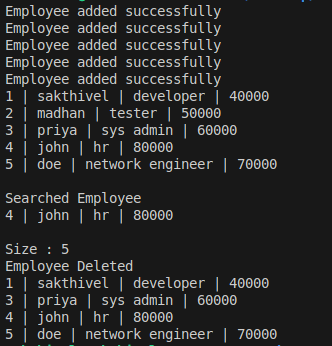 Employee added successfully
Employee added successfully
Employee added successfully
Employee added successfully
Employee added successfully
1 | sakthivel | developer | 40000
2 | madhan | tester | 50000
3 | priya | sys admin | 60000
4 | john | hr | 80000
5 | doe | network engineer | 70000
Searched Employee
4 | john | hr | 80000
Size : 5
Employee Deleted
1 | sakthivel | developer | 40000
3 | priya | sys admin | 60000
4 | john | hr | 80000
5 | doe | network engineer | 70000